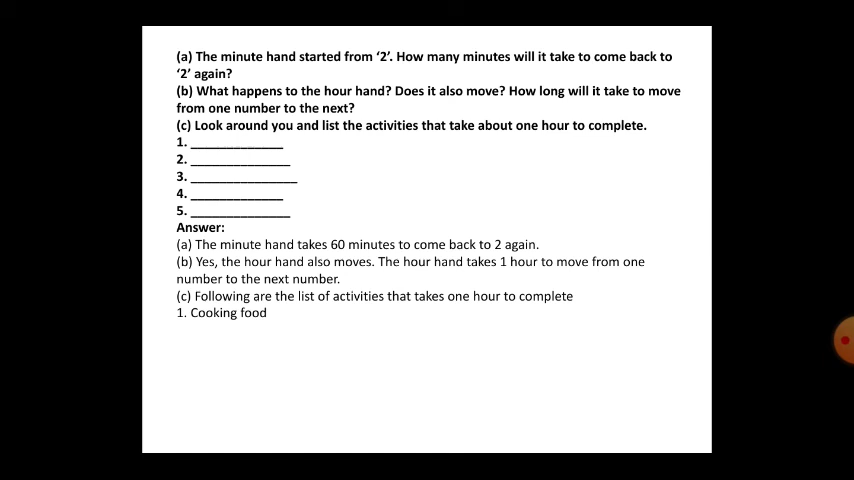 (a) The minute hand started from ‘2’. How many minutes will it take to come back to
‘2’ again?
(b) What happens to the hour hand? Does it also move? How long will it take to move
from one number to the next?
(c) Look around you and list the activities that take about one hour to complete.
1. _____________
2. ______________
3. _______________
4. _____________
5. ______________
Answer:
(a) The minute hand takes 60 minutes to come back to 2 again.
(b) Yes, the hour hand also moves. The hour hand takes 1 hour to move from one
number to the next number.
(c) Following are the list of activities that takes one hour to complete
1. Cooking food